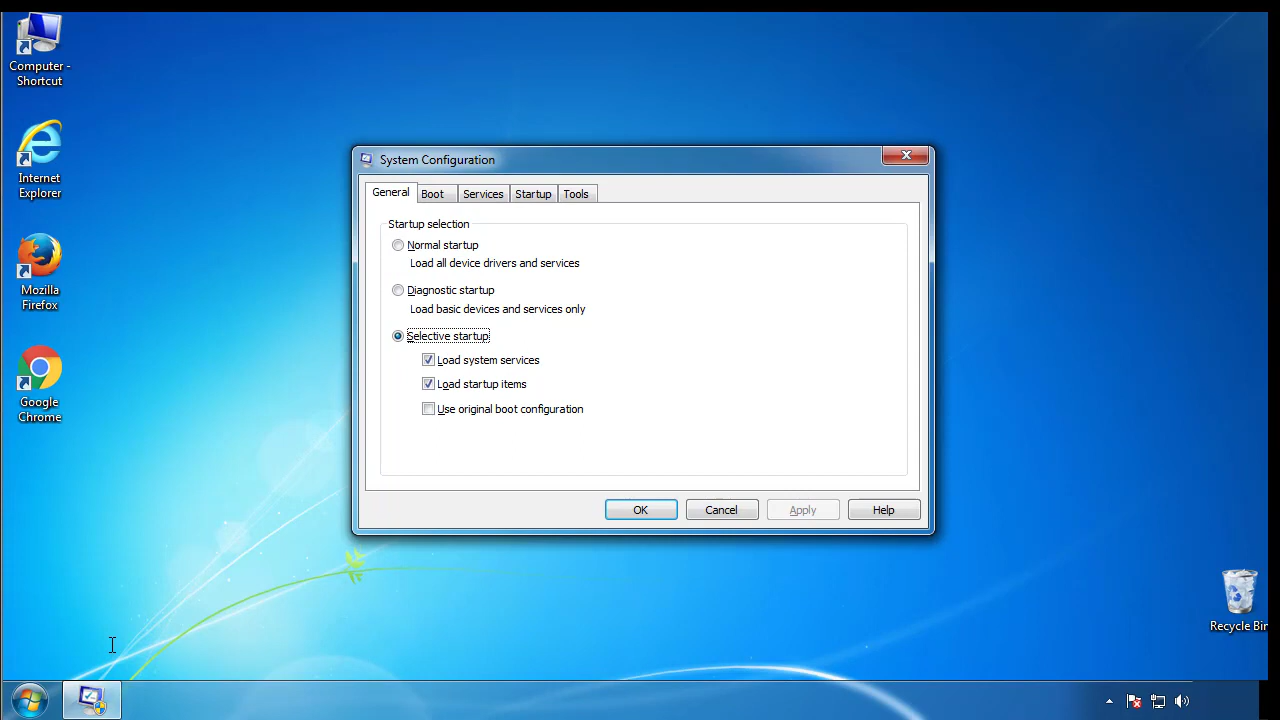 Computer -
Shortcut
Internet
Explorer
Mozilla
Firefox
Google
Chrome
System Configuration
General
Boot
Services
Startup
Tools
Startup selection
Normal startup
Load all device drivers and services
Diagnostic startup
Load basic devices and services only
Selective startup
Load system services
Load startup items
Use original boot configuration
OK
Cancel
Apply
Help
Recycle Bin